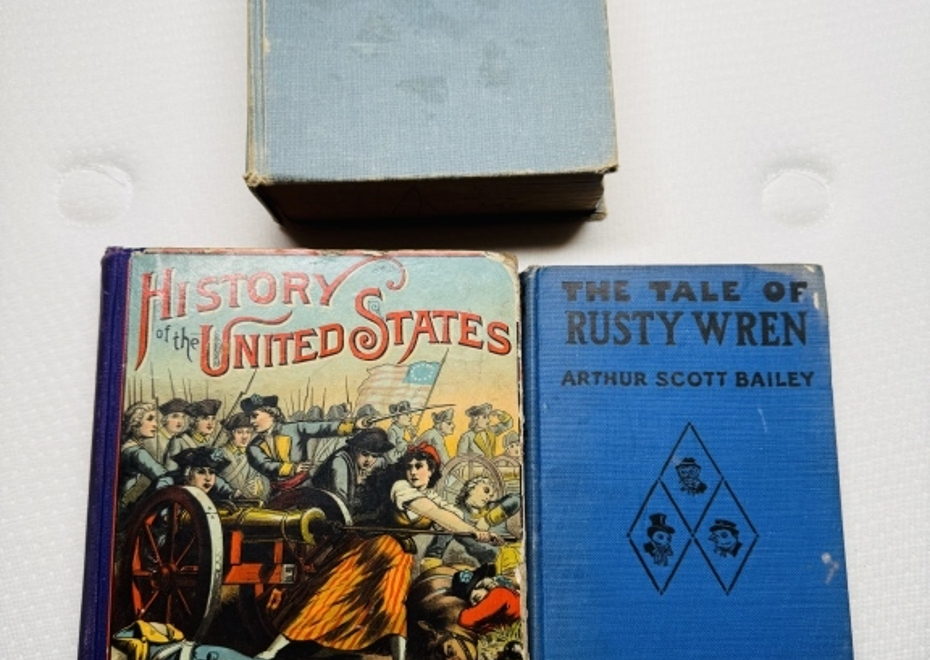 HISTORY
of the UNITED STATES
THE TALE OF
RUSTY WREN
ARTHUR SCOTT BAILEY